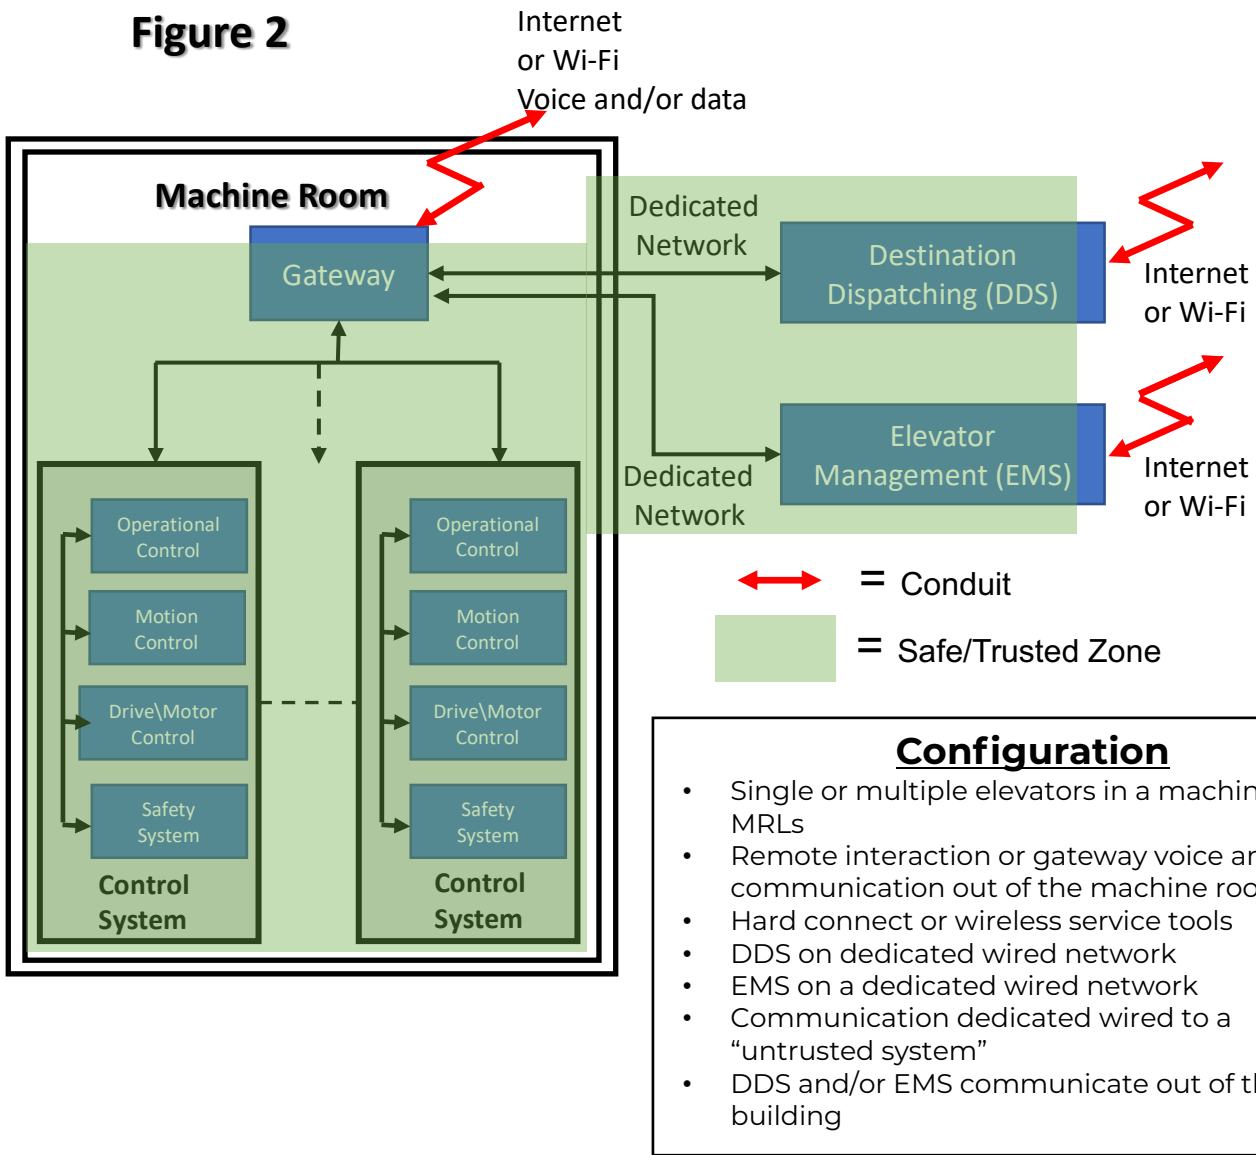 Figure 2
Internet
or Wi-Fi
Voice and/or data
Machine Room
Gateway
Dedicated
Network
Destination
Dispatching (DDS)
Internet
or Wi-Fi
Elevator
Management (EMS)
Dedicated
Network
Internet
or Wi-Fi
Operational
Control
Motion
Control
Drive\Motor
Control
Safety
System
Control
System
Operational
Control
Motion
Control
Drive\Motor
Control
Safety
System
Control
System
= Conduit
= Safe/Trusted Zone
Configuration
• Single or multiple elevators in a machin
MRLs
• Remote interaction or gateway voice a
communication out of the machine roo
• Hard connect or wireless service tools
• DDS on dedicated wired network
• EMS on a dedicated wired network
• Communication dedicated wired to a
“untrusted system”
• DDS and/or EMS communicate out of t
building